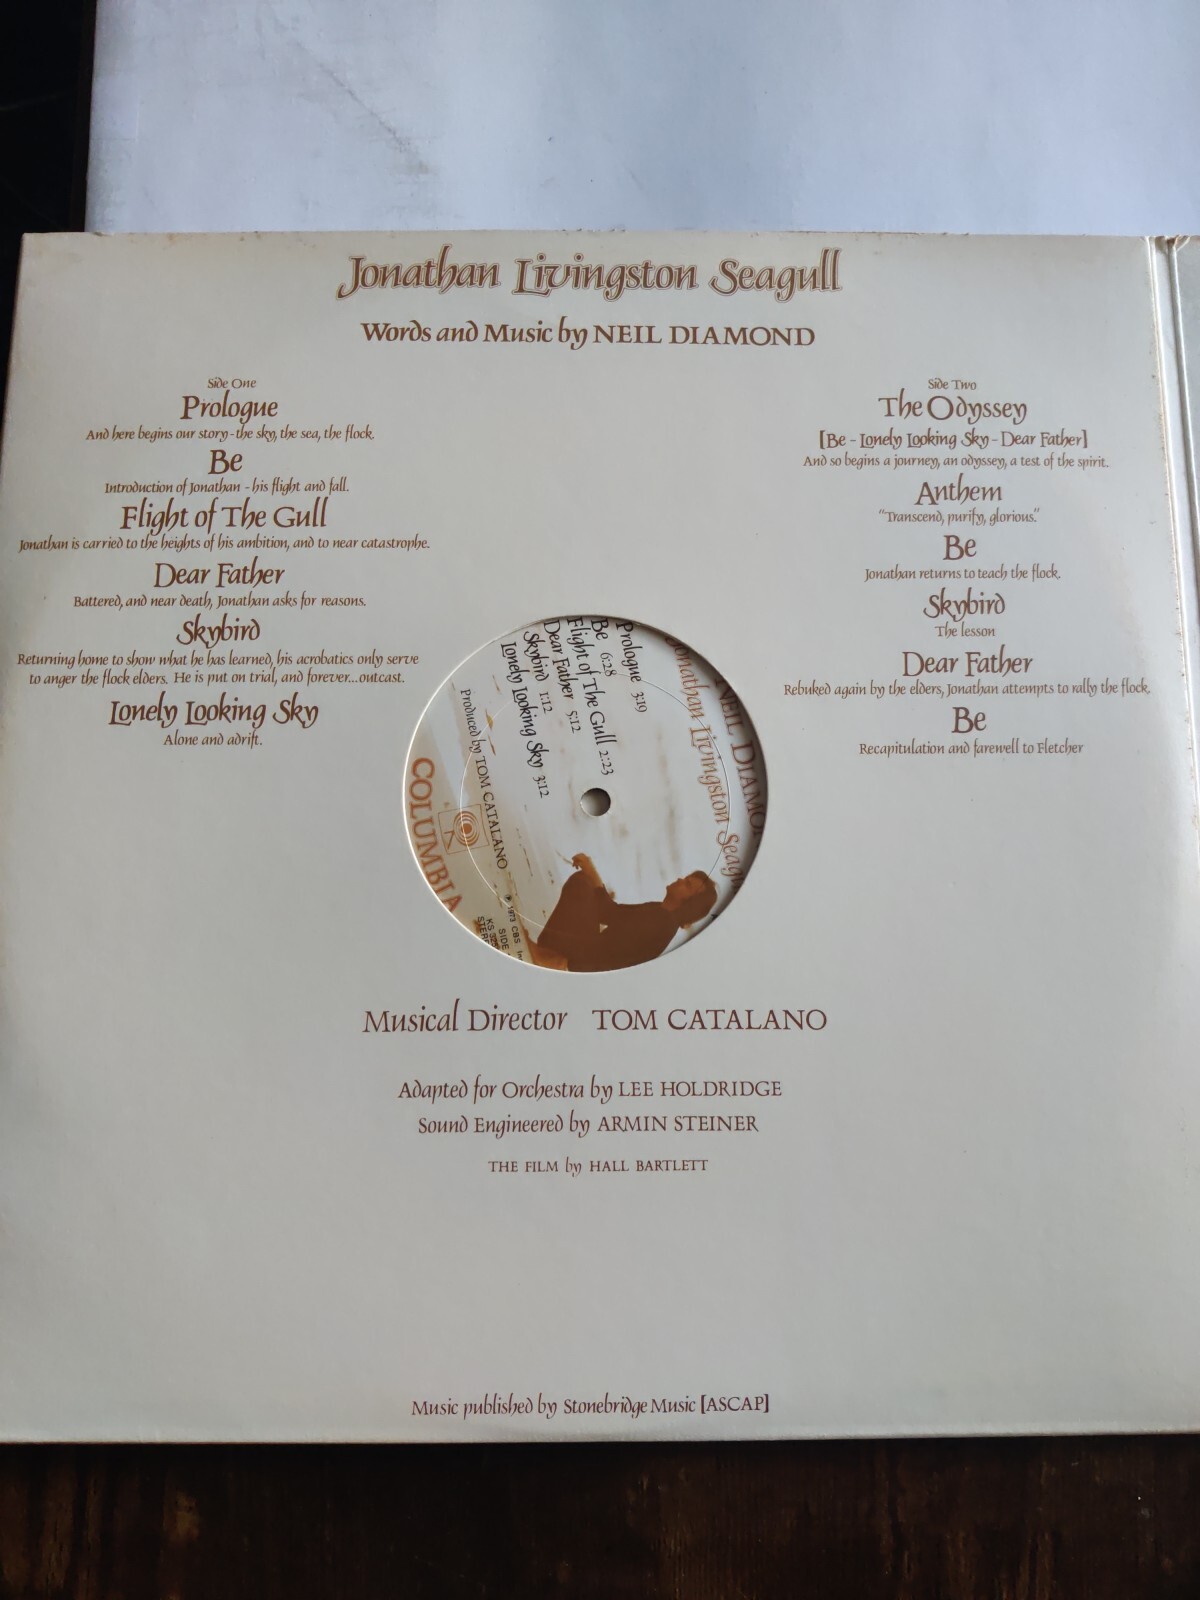 Jonathan Livingston Seagull
Words and Music by NEIL DIAMOND
Side One
Prologue
And here begins our story - the sky, the sea, the flock.
Be
Introduction of Jonathan - his flight and fall.
Flight of The Gull
Jonathan is carried to the heights of his ambition, and to near catastrophe.
Dear Father
Battered, and near death, Jonathan asks for reasons.
Skybird
Returning home to show what he has learned, his acrobatics only serve
to anger the flock elders. He is put on trial, and forever...outcast.
Lonely Looking Sky
Alone and adrift.
Side Two
The Odyssey
[Be - Lonely Looking Sky - Dear Father]
And so begins a journey, an odyssey, a test of the spirit.
Anthem
"Transcend, purify, glorious."
Be
Jonathan returns to teach the flock.
Skybird
The lesson
Dear Father
Rebuked again by the elders, Jonathan attempts to rally the flock.
Be
Recapitulation and farewell to Fletcher
NEIL
Jonathan Livingston
Prologue 3:19
Be 6:28
Flight of The Gull 2:23
Dear Father 5:12
Skybird 1:12
Lonely Looking Sky 3:12
Produced by TOM CATALANO
COLUMBIA
℗ 1973 CBS
SIDE
KS
Musical Director TOM CATALANO
Adapted for Orchestra by LEE HOLDRIDGE
Sound Engineered by ARMIN STEINER
THE FILM by HALL BARTLETT
Music published by Stonebridge Music [ASCAP]